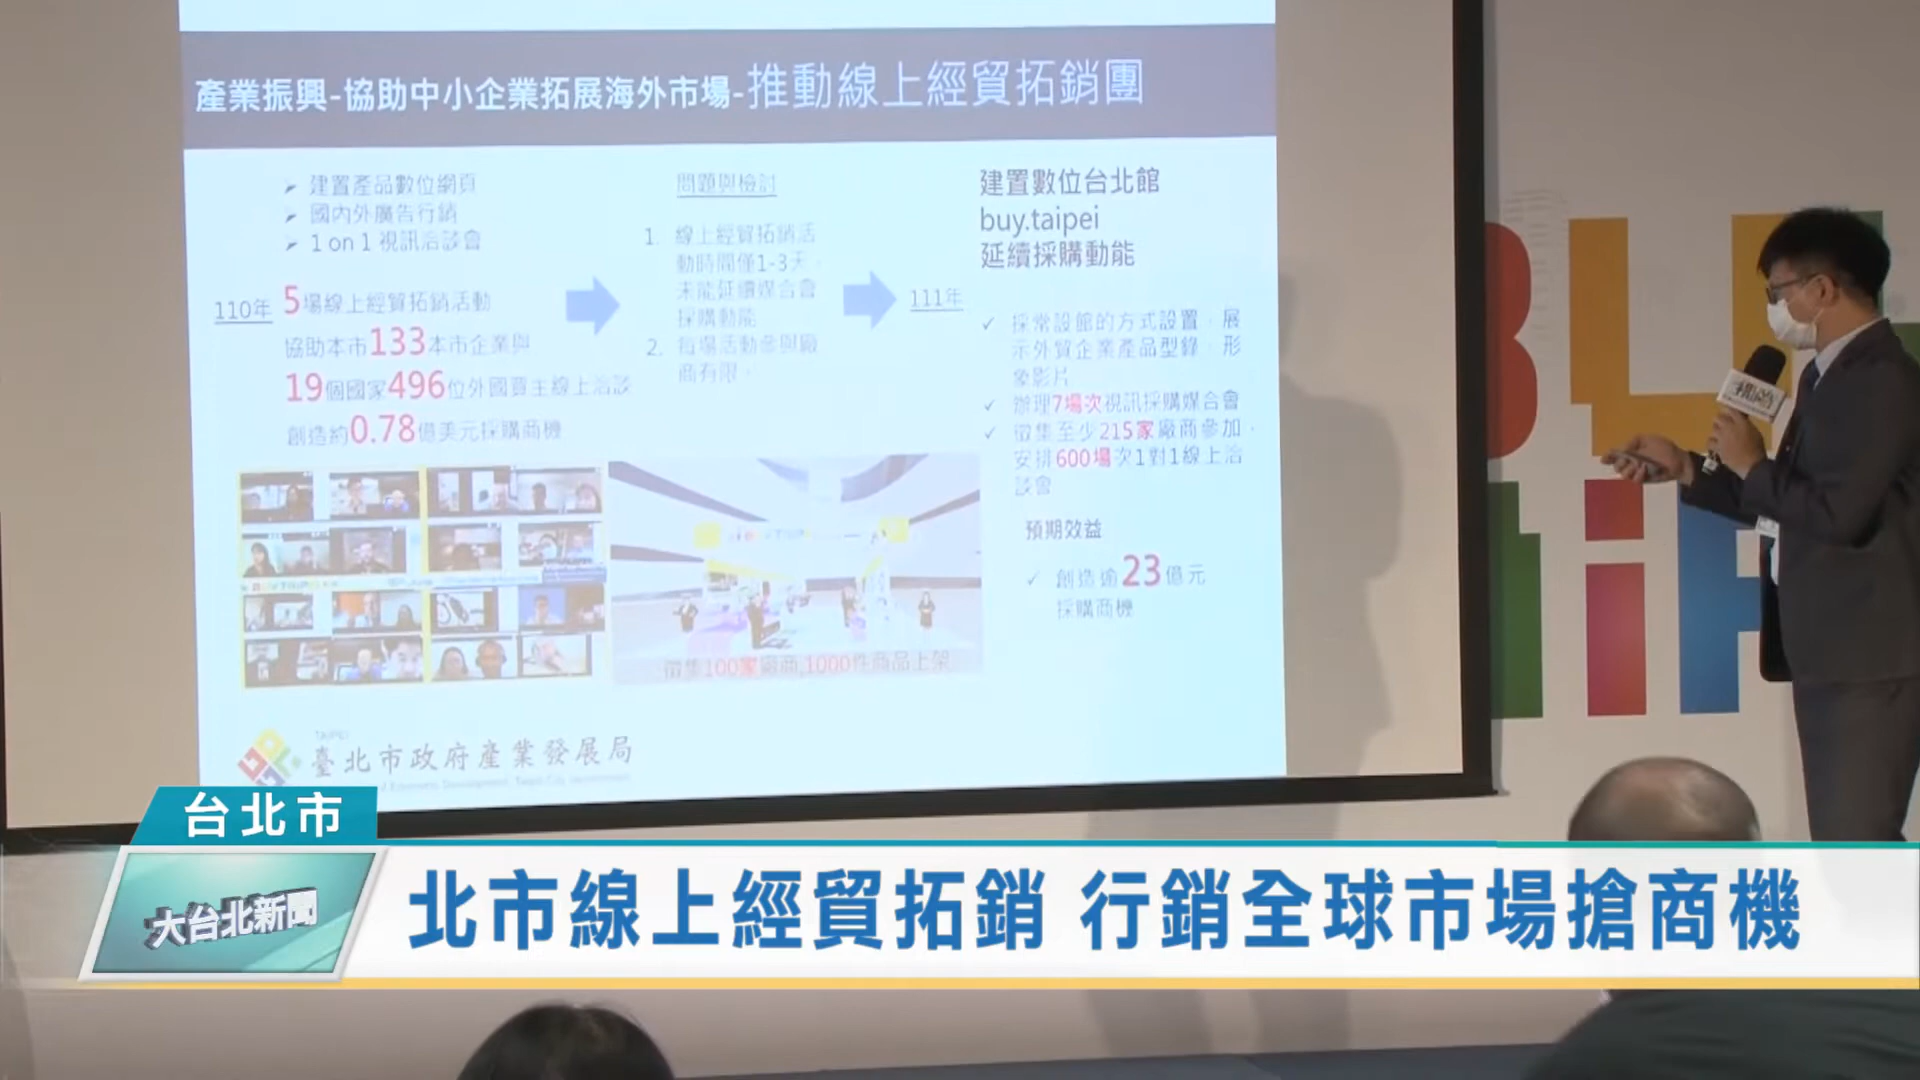 產業振興-協助中小企業拓展海外市場-推動線上經貿拓銷團
➢ 建置產品數位網頁
➢ 國內外廣告行銷
➢ 1 on 1 視訊洽談會
110年
5場線上經貿拓銷活動
協助本市133本市企業與
19個國家496位外國買主線上洽談
創造約0.78億美元採購商機
問題與檢討
1. 線上經貿拓銷活
動時間僅1-3天，
未能延續媒合會
採購動能
2. 每場活動參與廠
商有限。
111年
建置數位台北館
buy.taipei
延續採購動能
✓ 採常設館的方式設置，展
示外貿企業產品型錄、形
象影片
✓ 辦理7場次視訊採購媒合會
✓ 徵集至少215家廠商參加，
安排600場次1對1線上洽
談會
預期效益
✓ 創造逾23億元
採購商機
徵集100家廠商,1000件商品上架
TAIPEI
臺北市政府產業發展局
Economic Development, Taipei City Government
台北市
大台北新聞
北市線上經貿拓銷 行銷全球市場搶商機